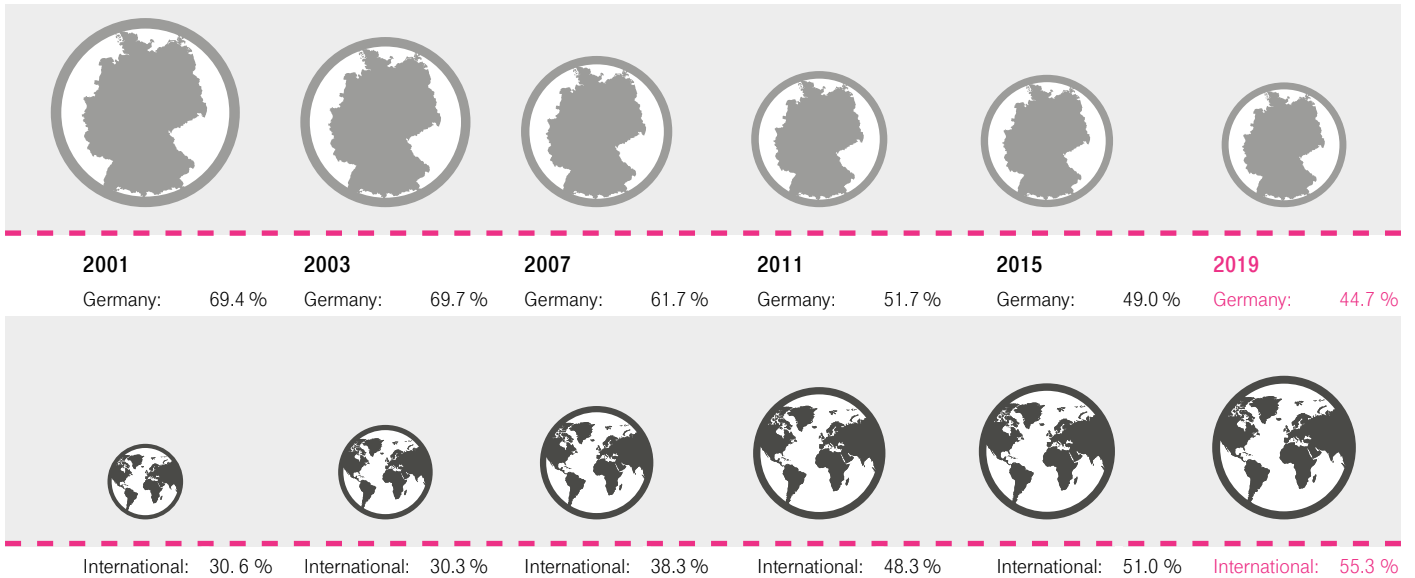 2001 2003 2007 2011 2015 2019
Germany: 69.4 % Germany: 69.7 % Germany: 61.7 % Germany: 51.7 % Germany: 49.0 % Germany: 44.7 %
International: 30. 6 % International: 30.3 % International: 38.3 % International: 48.3 % International: 51.0 % International: 55.3 %